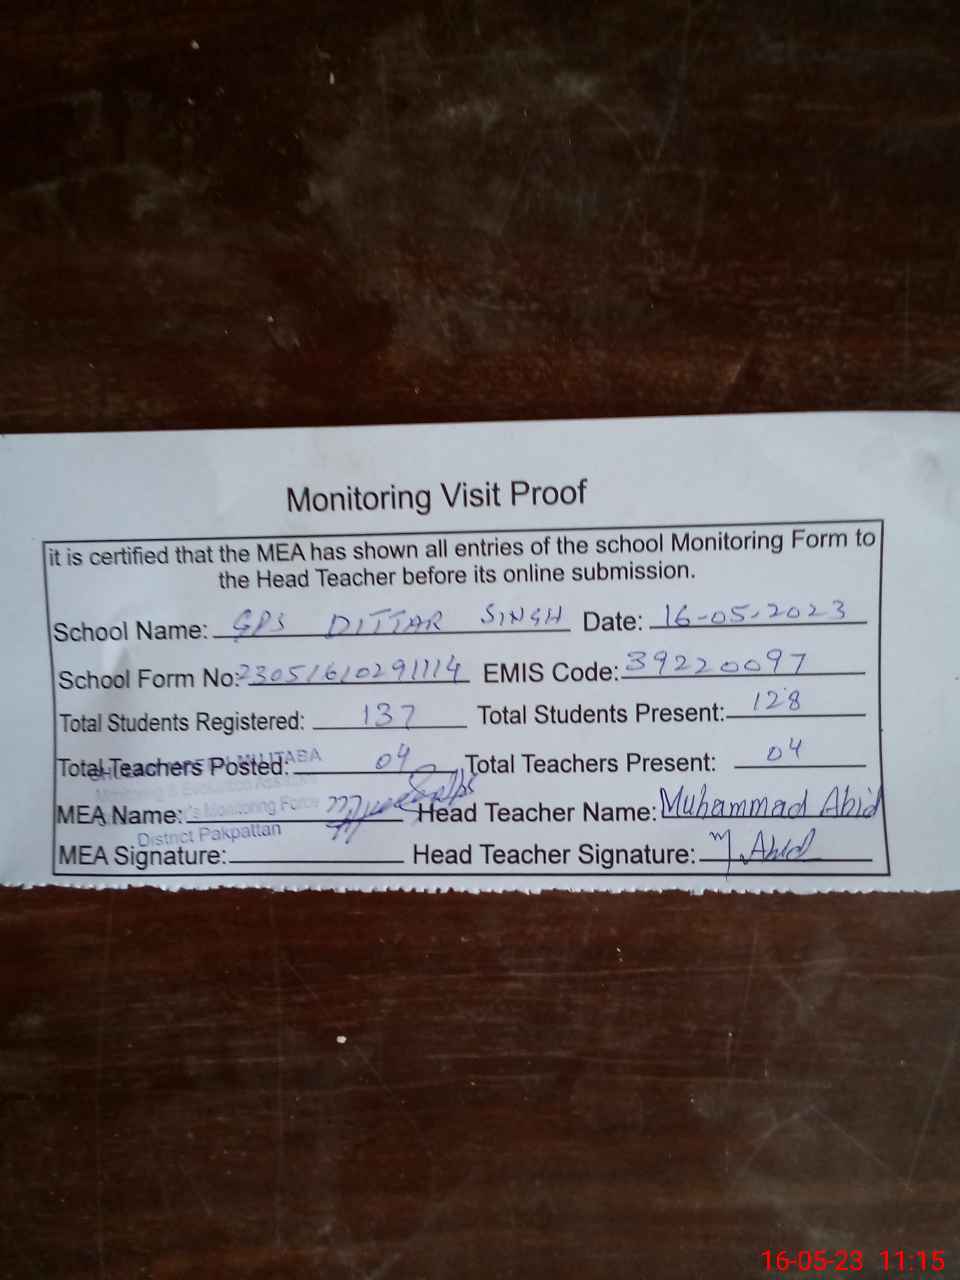 Monitoring Visit Proof
it is certified that the MEA has shown all entries of the school Monitoring Form to
the Head Teacher before its online submission.
School Name: GPS DITTAR SINGH Date: 16-05-2023
School Form No: 23051610291114 EMIS Code: 39220097
Total Students Registered: 137 Total Students Present: 128
Total Teachers Posted: 04 Total Teachers Present: 04
Monitoring & Evaluation
MEA Name: Head Teacher Name: Muhammad Abid
Monitoring Force
District Pakpattan
MEA Signature: Head Teacher Signature: M. Abid
16-05-23 11:15